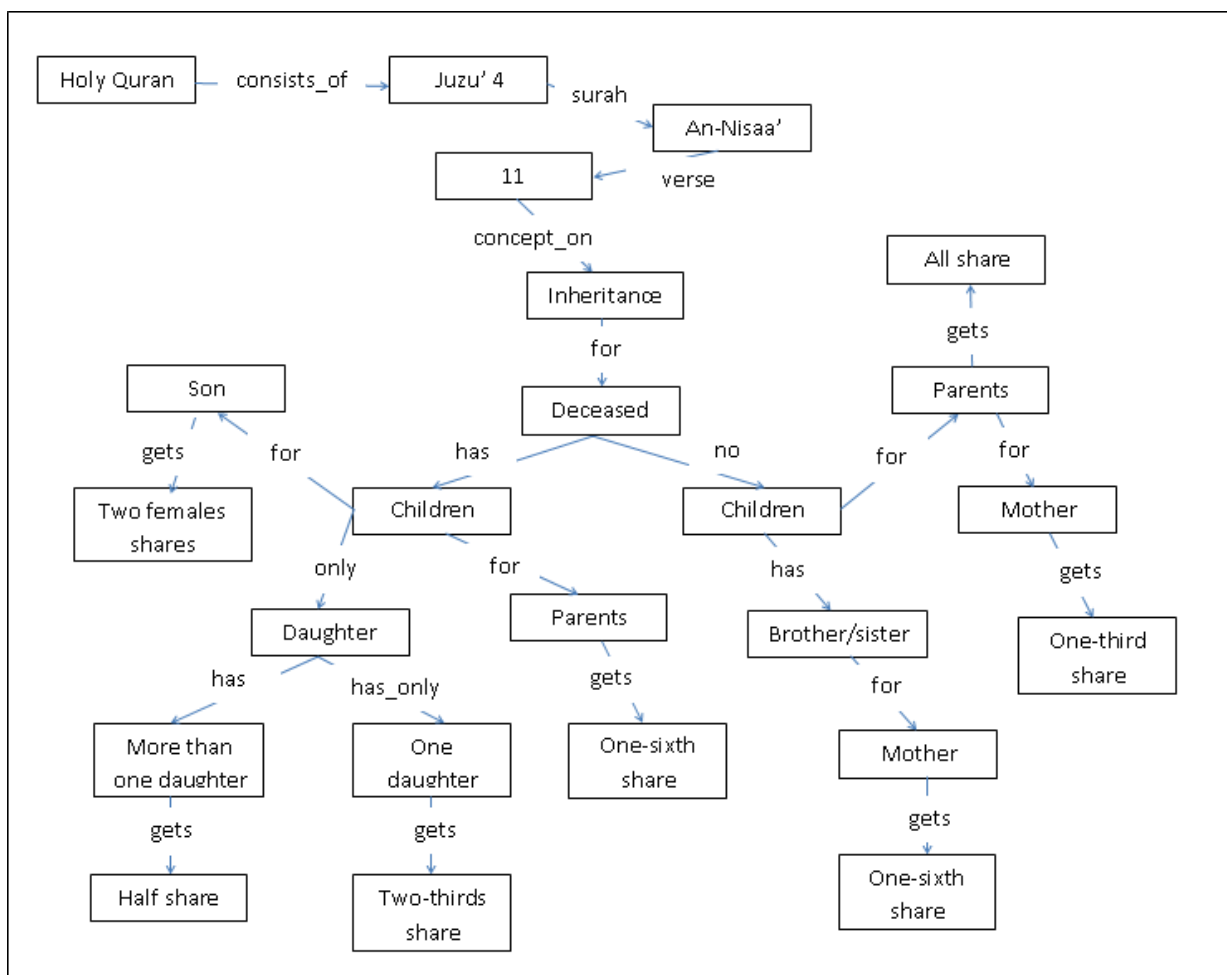 Holy Quran
consists_of
Juzu’ 4
surah
An-Nisaa’
verse
11
concept_on
Inheritance
for
Deceased
All share
gets
Parents
Son
gets
for
has
no
for
for
Two females
shares
Children
Children
Mother
only
for
has
gets
Daughter
Parents
Brother/sister
One-third
share
has
has_only
gets
for
More than
one daughter
One
daughter
One-sixth
share
Mother
gets
gets
gets
Half share
Two-thirds
share
One-sixth
share